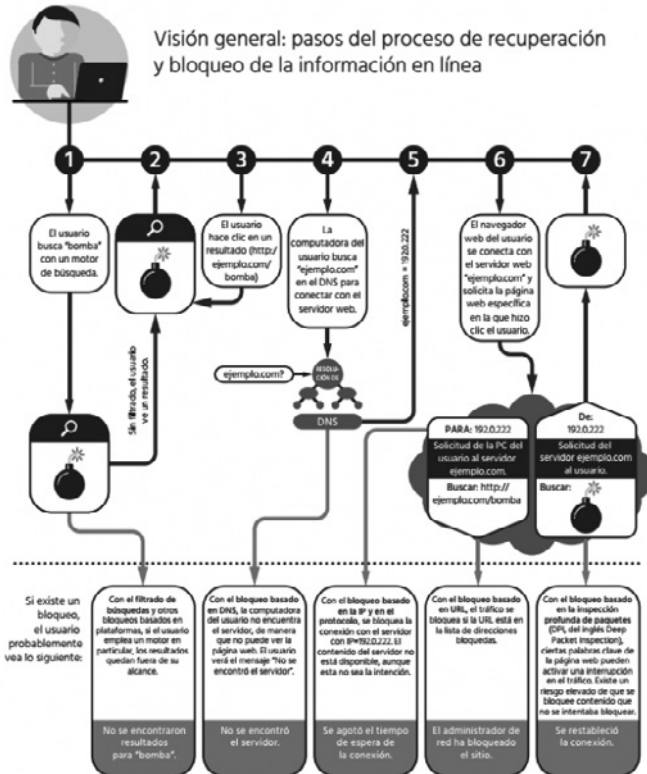 Visión general: pasos del proceso de recuperación
y bloqueo de la información en línea
1
2
3
4
5
6
7
El usuario
busca "bomba"
con un motor
de búsqueda.
Sin filtrado, el usuario
ve un resultado.
El usuario
hace clic en un
resultado (http:/
ejemplo.com/
bomba)
La
computadora del
usuario busca
"ejemplo.com"
en el DNS para
conectar con el
servidor web.
ejemplo.com?
RESOLU-
CIÓN DE
DNS
ejemplo.com = 192.0.222
El navegador
web del usuario
se conecta con
el servidor web
"ejemplo.com" y
solicita la página
web específica
en la que hizo
clic el usuario.
PARA: 192.0.222
Solicitud de la PC del
usuario al servidor
ejemplo.com.
Buscar: http://
ejemplo.com/bomba
De:
192.0.222
Solicitud del
servidor ejemplo.com
al usuario.
Buscar:
Si existe un
bloqueo,
el usuario
probablemente
vea lo siguiente:
Con el filtrado de
búsquedas y otros
bloqueos basados en
plataformas, si el usuario
emplea un motor en
particular, los resultados
quedan fuera de su
alcance.
No se encontraron
resultados
para "bomba".
Con el bloqueo basado
en DNS, la computadora
del usuario no encuentra
el servidor, de manera
que no puede ver la
página web. El usuario
verá el mensaje "No se
encontró el servidor".
No se encontró
el servidor.
Con el bloqueo basado
en la IP y en el
protocolo, se bloquea la
conexión con el servidor
con IP=192.0.222. El
contenido del servidor no
está disponible, aunque
esta no sea la intención.
Se agotó el tiempo
de espera de
la conexión.
Con el bloqueo basado en
URL, el tráfico se
bloquea si la URL está en
la lista de direcciones
bloquedas.
El administrador de
red ha bloqueado
el sitio.
Con el bloqueo basado
en la inspección
profunda de paquetes
(DPI, del inglés Deep
Packet Inspection),
ciertas palabras clave de
la página web pueden
activar una interrupción
en el tráfico. Existe un
riesgo elevado de que se
bloquee contenido que
no se intentaba bloquear.
Se restableció
la conexión.